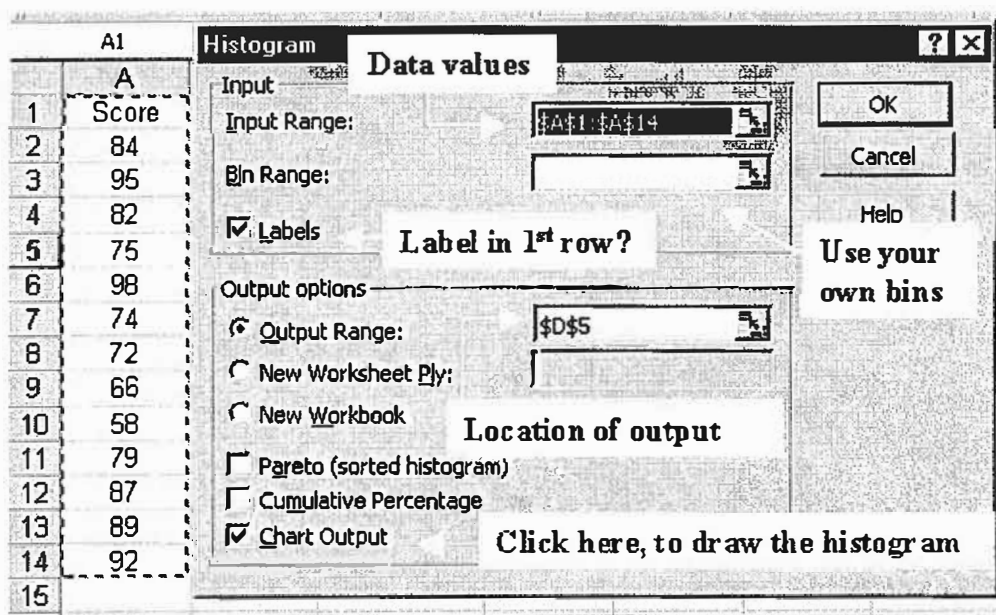 A1
Histogram
? X
Data values
A
1 Score
2 84
3 95
4 82
5 75
6 98
7 74
8 72
9 66
10 58
11 79
12 87
13 89
14 92
15
Input
Input Range:
$A$1:$A$14
Bin Range:
Labels
Label in 1st row?
OK
Cancel
Help
Use your
own bins
Output options
Output Range:
$D$5
New Worksheet Ply:
New Workbook
Location of output
Pareto (sorted histogram)
Cumulative Percentage
Chart Output
Click here, to draw the histogram